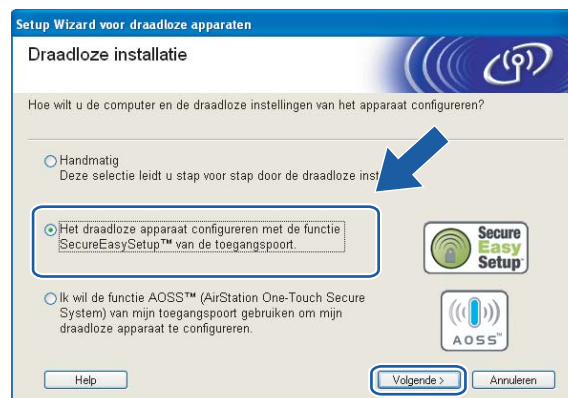 Setup Wizard voor draadloze apparaten
Draadloze installatie
Hoe wilt u de computer en de draadloze instellingen van het apparaat configureren?
Handmatig
Deze selectie leidt u stap voor stap door de draadloze inst
Het draadloze apparaat configureren met de functie
SecureEasySetup™ van de toegangspoort.
Secure
Easy
Setup
Ik wil de functie AOSS™ (AirStation One-Touch Secure
System) van mijn toegangspoort gebruiken om mijn
draadloze apparaat te configureren.
AOSS™
Help
Volgende >
Annuleren